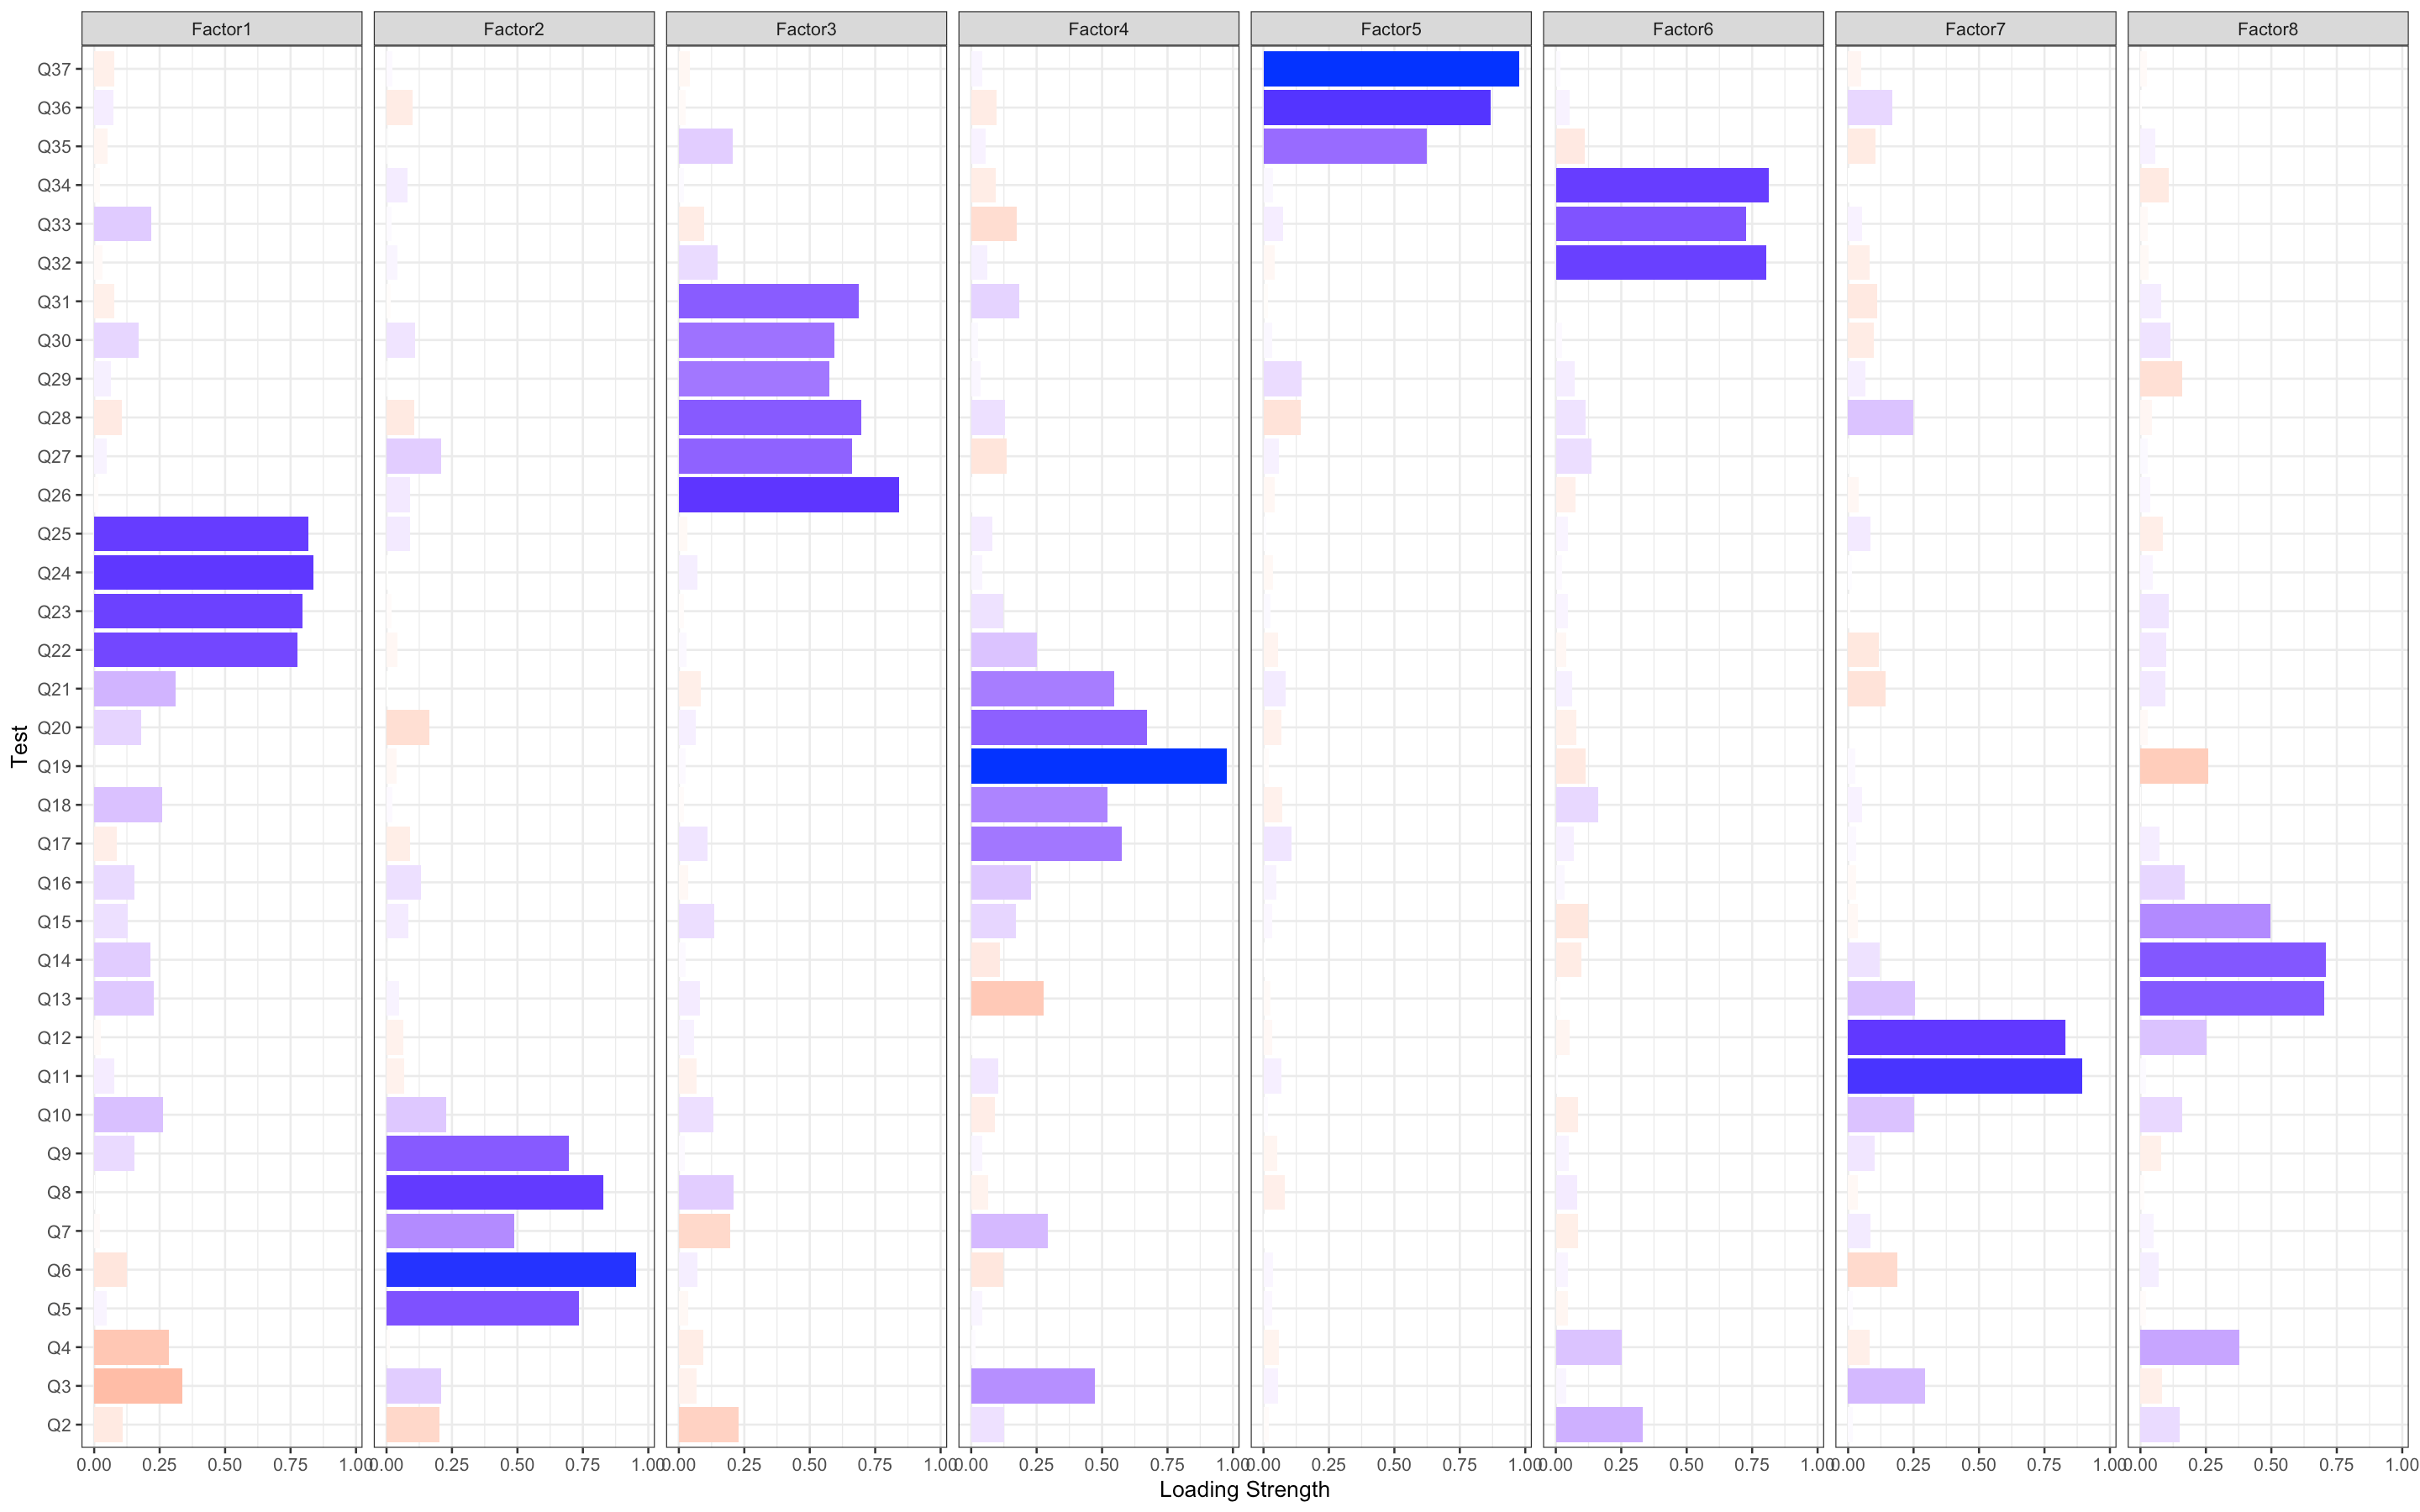 Factor1 Factor2 Factor3 Factor4 Factor5 Factor6 Factor7 Factor8
Q37
Q36
Q35
Q34
Q33
Q32
Q31
Q30
Q29
Q28
Q27
Q26
Q25
Q24
Q23
Q22
Q21
Q20
Q19
Q18
Q17
Q16
Q15
Q14
Q13
Q12
Q11
Q10
Q9
Q8
Q7
Q6
Q5
Q4
Q3
Q2
Test
0.00 0.25 0.50 0.75 1.00 0.00 0.25 0.50 0.75 1.00 0.00 0.25 0.50 0.75 1.00 0.00 0.25 0.50 0.75 1.00 0.00 0.25 0.50 0.75 1.00 0.00 0.25 0.50 0.75 1.00 0.00 0.25 0.50 0.75 1.00 0.00 0.25 0.50 0.75 1.00
Loading Strength